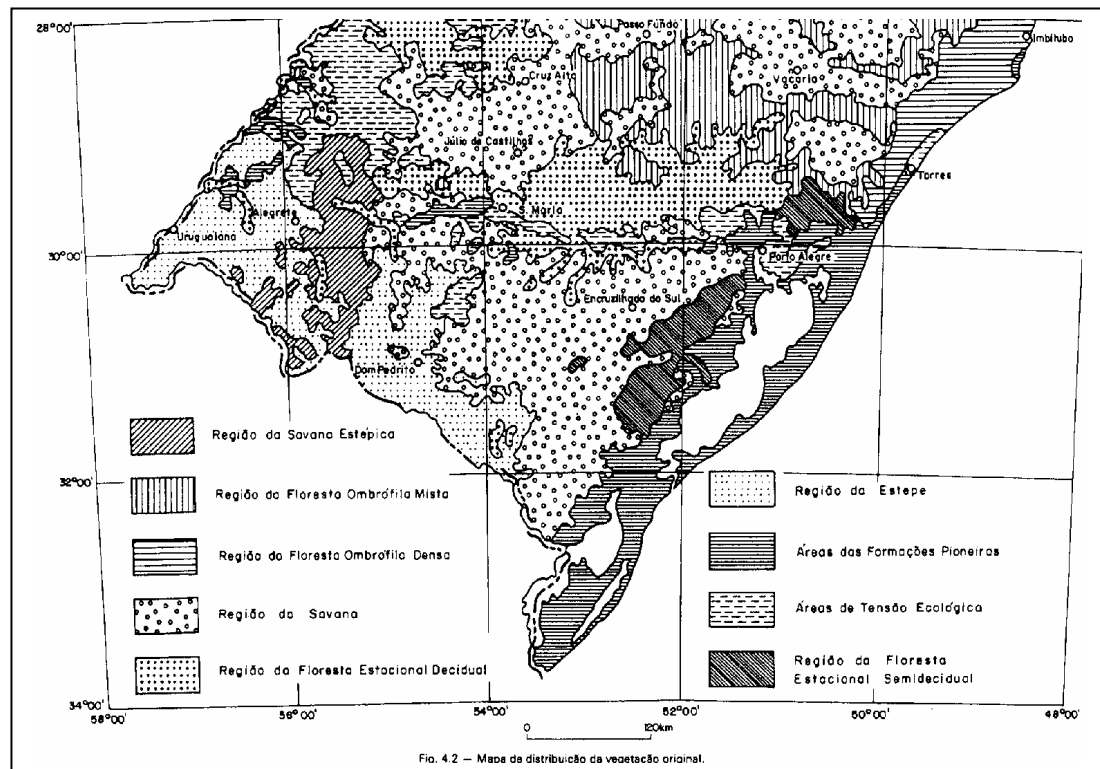 28°00'
Passo Fundo
Imbituba
Cruz Alta
Vacaria
Júlio de Castilhos
Torres
S. Maria
Alegrete
Uruguaiana
30°00'
Porto Alegre
Encruzilhada do Sul
Dom Pedrito
Região da Savana Estépica
Região da Floresta Ombrófila Mista
32°00'
Região da Floresta Ombrófila Densa
Região da Savana
Região da Floresta Estacional Decidual
Região da Estepe
Áreas das Formações Pioneiras
Áreas de Tensão Ecológica
Região da Floresta
Estacional Semidecidual
34°00'
58°00'
56°00'
54°00'
52°00'
50°00'
48°00'
0
120km
Fig. 4.2 — Mapa de distribuição da vegetação original.